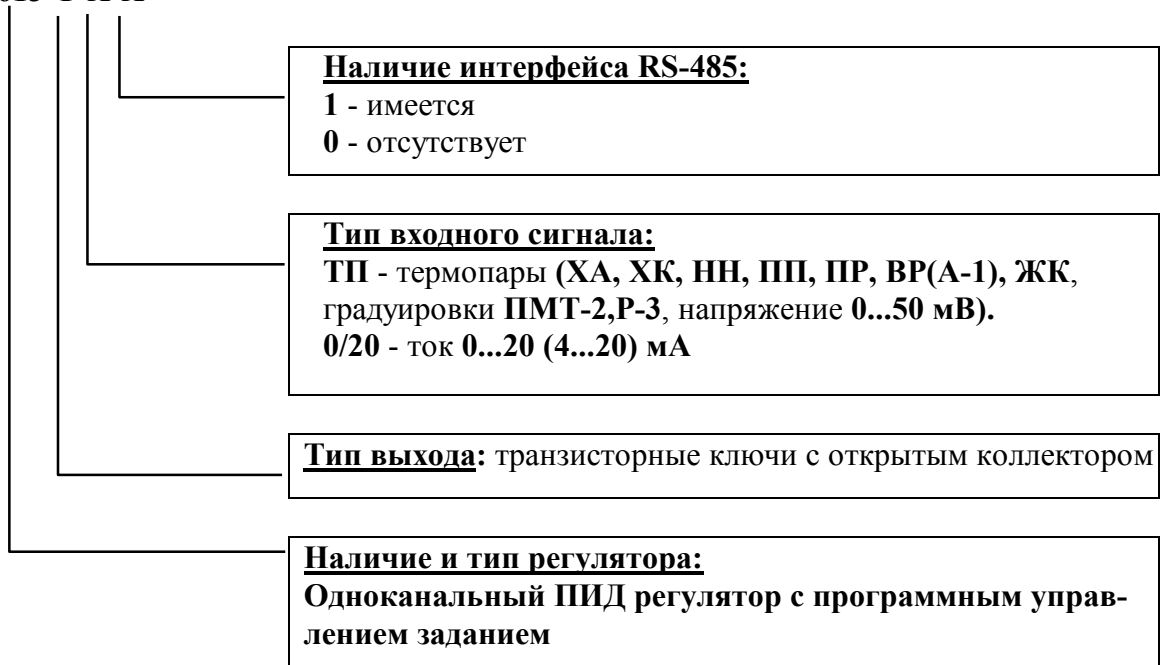 Наличие интерфейса RS-485:
1 - имеется
0 - отсутствует
Тип входного сигнала:
ТП - термопары (ХА, ХК, НН, ПП, ПР, ВР(А-1), ЖК,
градуировки ПМТ-2,Р-3, напряжение 0...50 мВ).
0/20 - ток 0...20 (4...20) мА
Тип выхода: транзисторные ключи с открытым коллектором
Наличие и тип регулятора:
Одноканальный ПИД регулятор с программным управ-
лением заданием